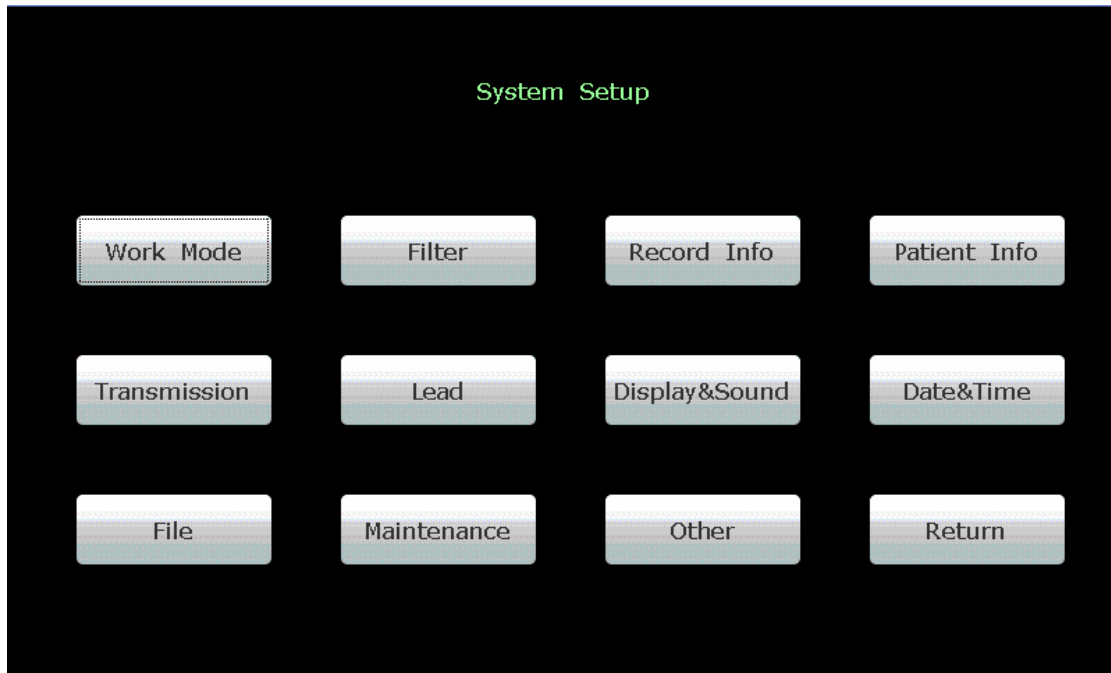 System Setup
Work Mode
Filter
Record Info
Patient Info
Transmission
Lead
Display&Sound
Date&Time
File
Maintenance
Other
Return